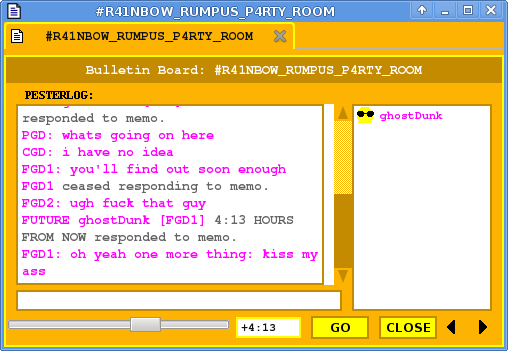 #R41NBOW_RUMPUS_P4RTY_ROOM
#R41NBOW_RUMPUS_P4RTY_ROOM
Bulletin Board: #R41NBOW_RUMPUS_P4RTY_ROOM
PESTERLOG:
responded to memo.
ghostDunk
PGD: whats going on here
CGD: i have no idea
FGD1: you'll find out soon enough
FGD1 ceased responding to memo.
FGD2: ugh fuck that guy
FUTURE ghostDunk [FGD1] 4:13 HOURS
FROM NOW responded to memo.
FGD1: oh yeah one more thing: kiss my
ass
+4:13
GO
CLOSE